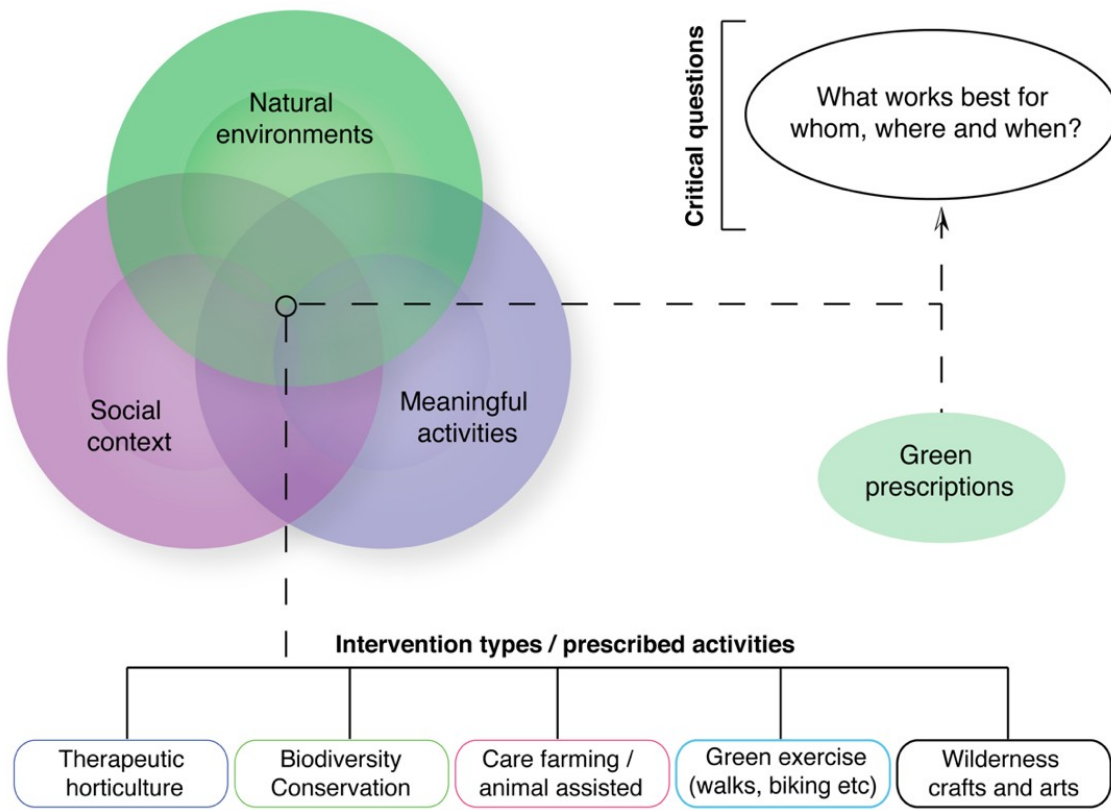 Natural
environments
Social
context
Meaningful
activities
Critical questions
What works best for
whom, where and when?
Green
prescriptions
Intervention types / prescribed activities
Therapeutic
horticulture
Biodiversity
Conservation
Care farming /
animal assisted
Green exercise
(walks, biking etc)
Wilderness
crafts and arts